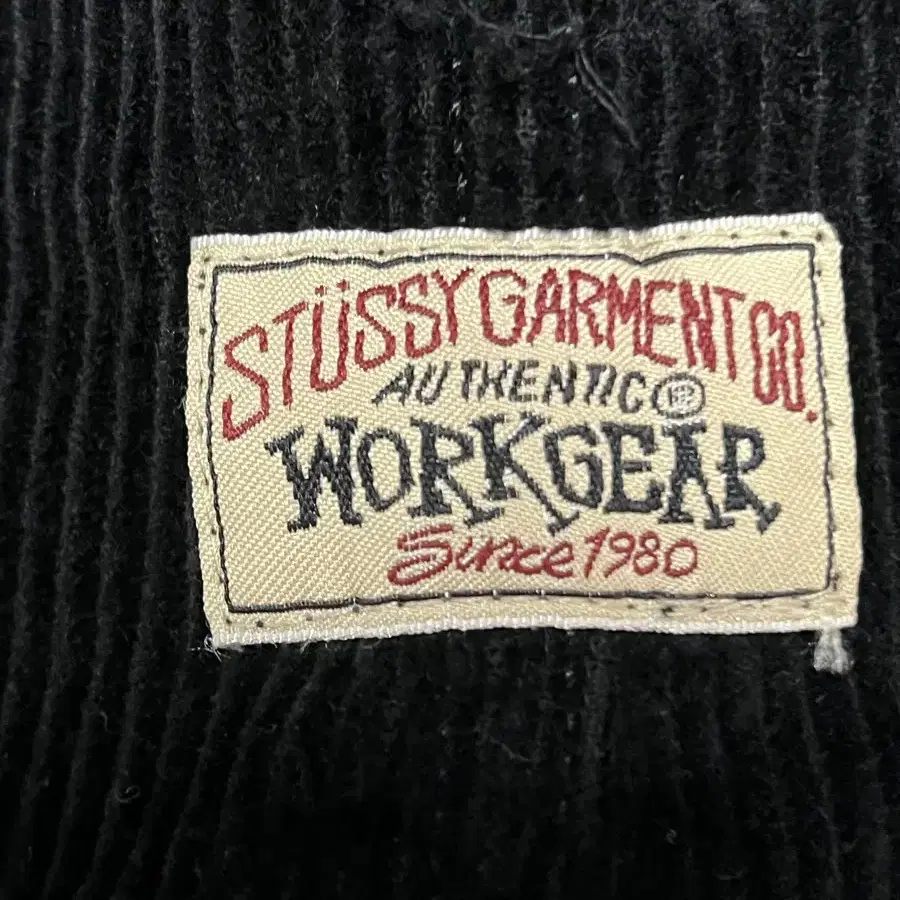 STÜSSY GARMENT CO.
AUTHENTIC
WORKGEAR
Since 1980